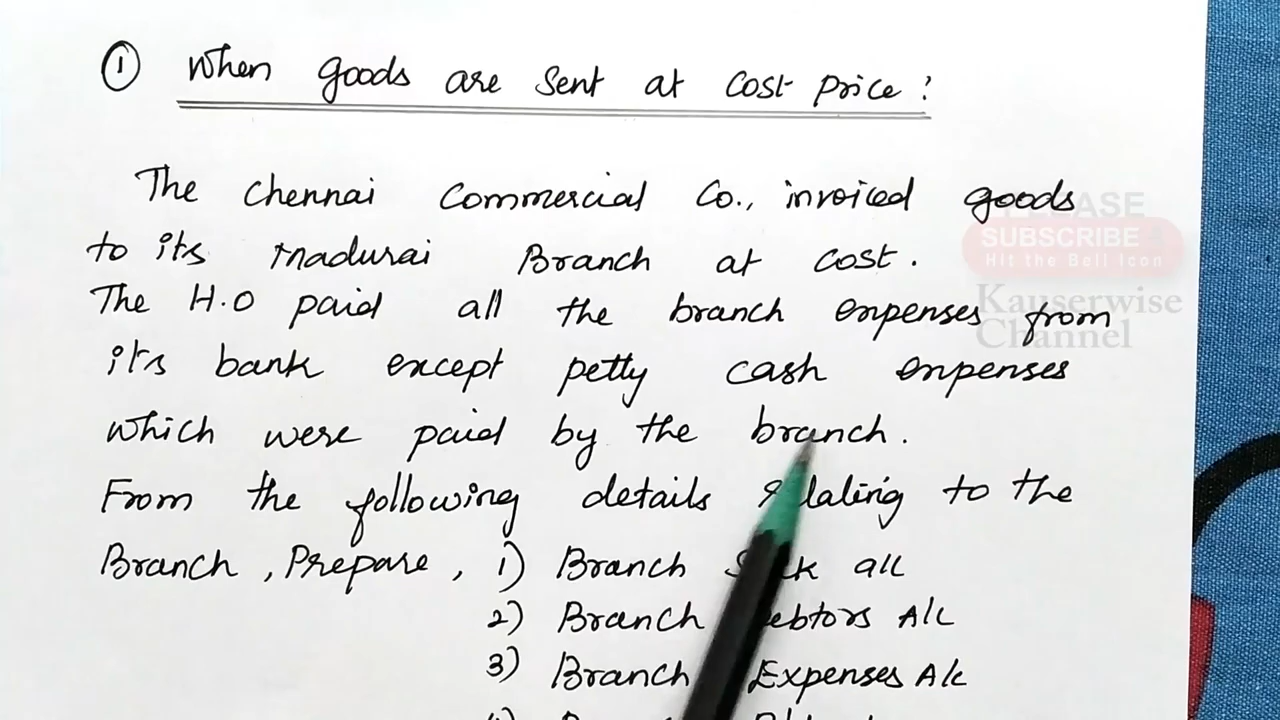 ① When goods are sent at cost price :
The Chennai Commercial Co., invoiced goods
to its Madurai Branch at cost.
The H.O paid all the branch expenses from
its bank except petty cash expenses
which were paid by the branch.
From the following details relating to the
Branch, Prepare, 1) Branch a/c
2) Branch A/c
3) Branch Expenses A/c
PLEASE
SUBSCRIBE
Hit the Bell Icon
Kauserwise
Channel